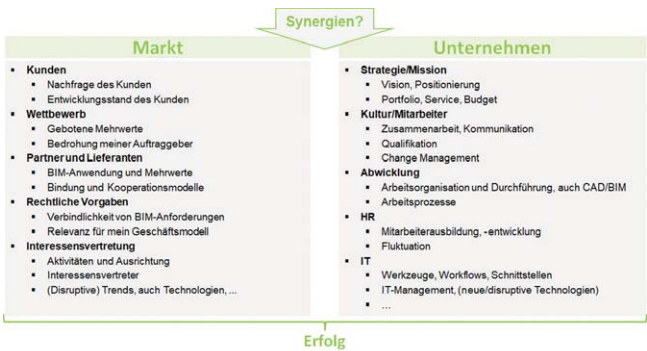 Synergien?
Markt
▪ Kunden
▪ Nachfrage des Kunden
▪ Entwicklungsstand des Kunden
▪ Wettbewerb
▪ Gebotene Mehrwerte
▪ Bedrohung meiner Auftraggeber
▪ Partner und Lieferanten
▪ BIM-Anwendung und Mehrwerte
▪ Bindung und Kooperationsmodelle
▪ Rechtliche Vorgaben
▪ Verbindlichkeit von BIM-Anforderungen
▪ Relevanz für mein Geschäftsmodell
▪ Interessensvertretung
▪ Aktivitäten und Ausrichtung
▪ Interessensvertreter
▪ (Disruptive) Trends, auch Technologien, ...
Unternehmen
▪ Strategie/Mission
▪ Vision, Positionierung
▪ Portfolio, Service, Budget
▪ Kultur/Mitarbeiter
▪ Zusammenarbeit, Kommunikation
▪ Qualifikation
▪ Change Management
▪ Abwicklung
▪ Arbeitsorganisation und Durchführung, auch CAD/BIM
▪ Arbeitsprozesse
▪ HR
▪ Mitarbeiterausbildung, -entwicklung
▪ Fluktuation
▪ IT
▪ Werkzeuge, Workflows, Schnittstellen
▪ IT-Management, (neue/disruptive Technologien)
▪ ...
Erfolg